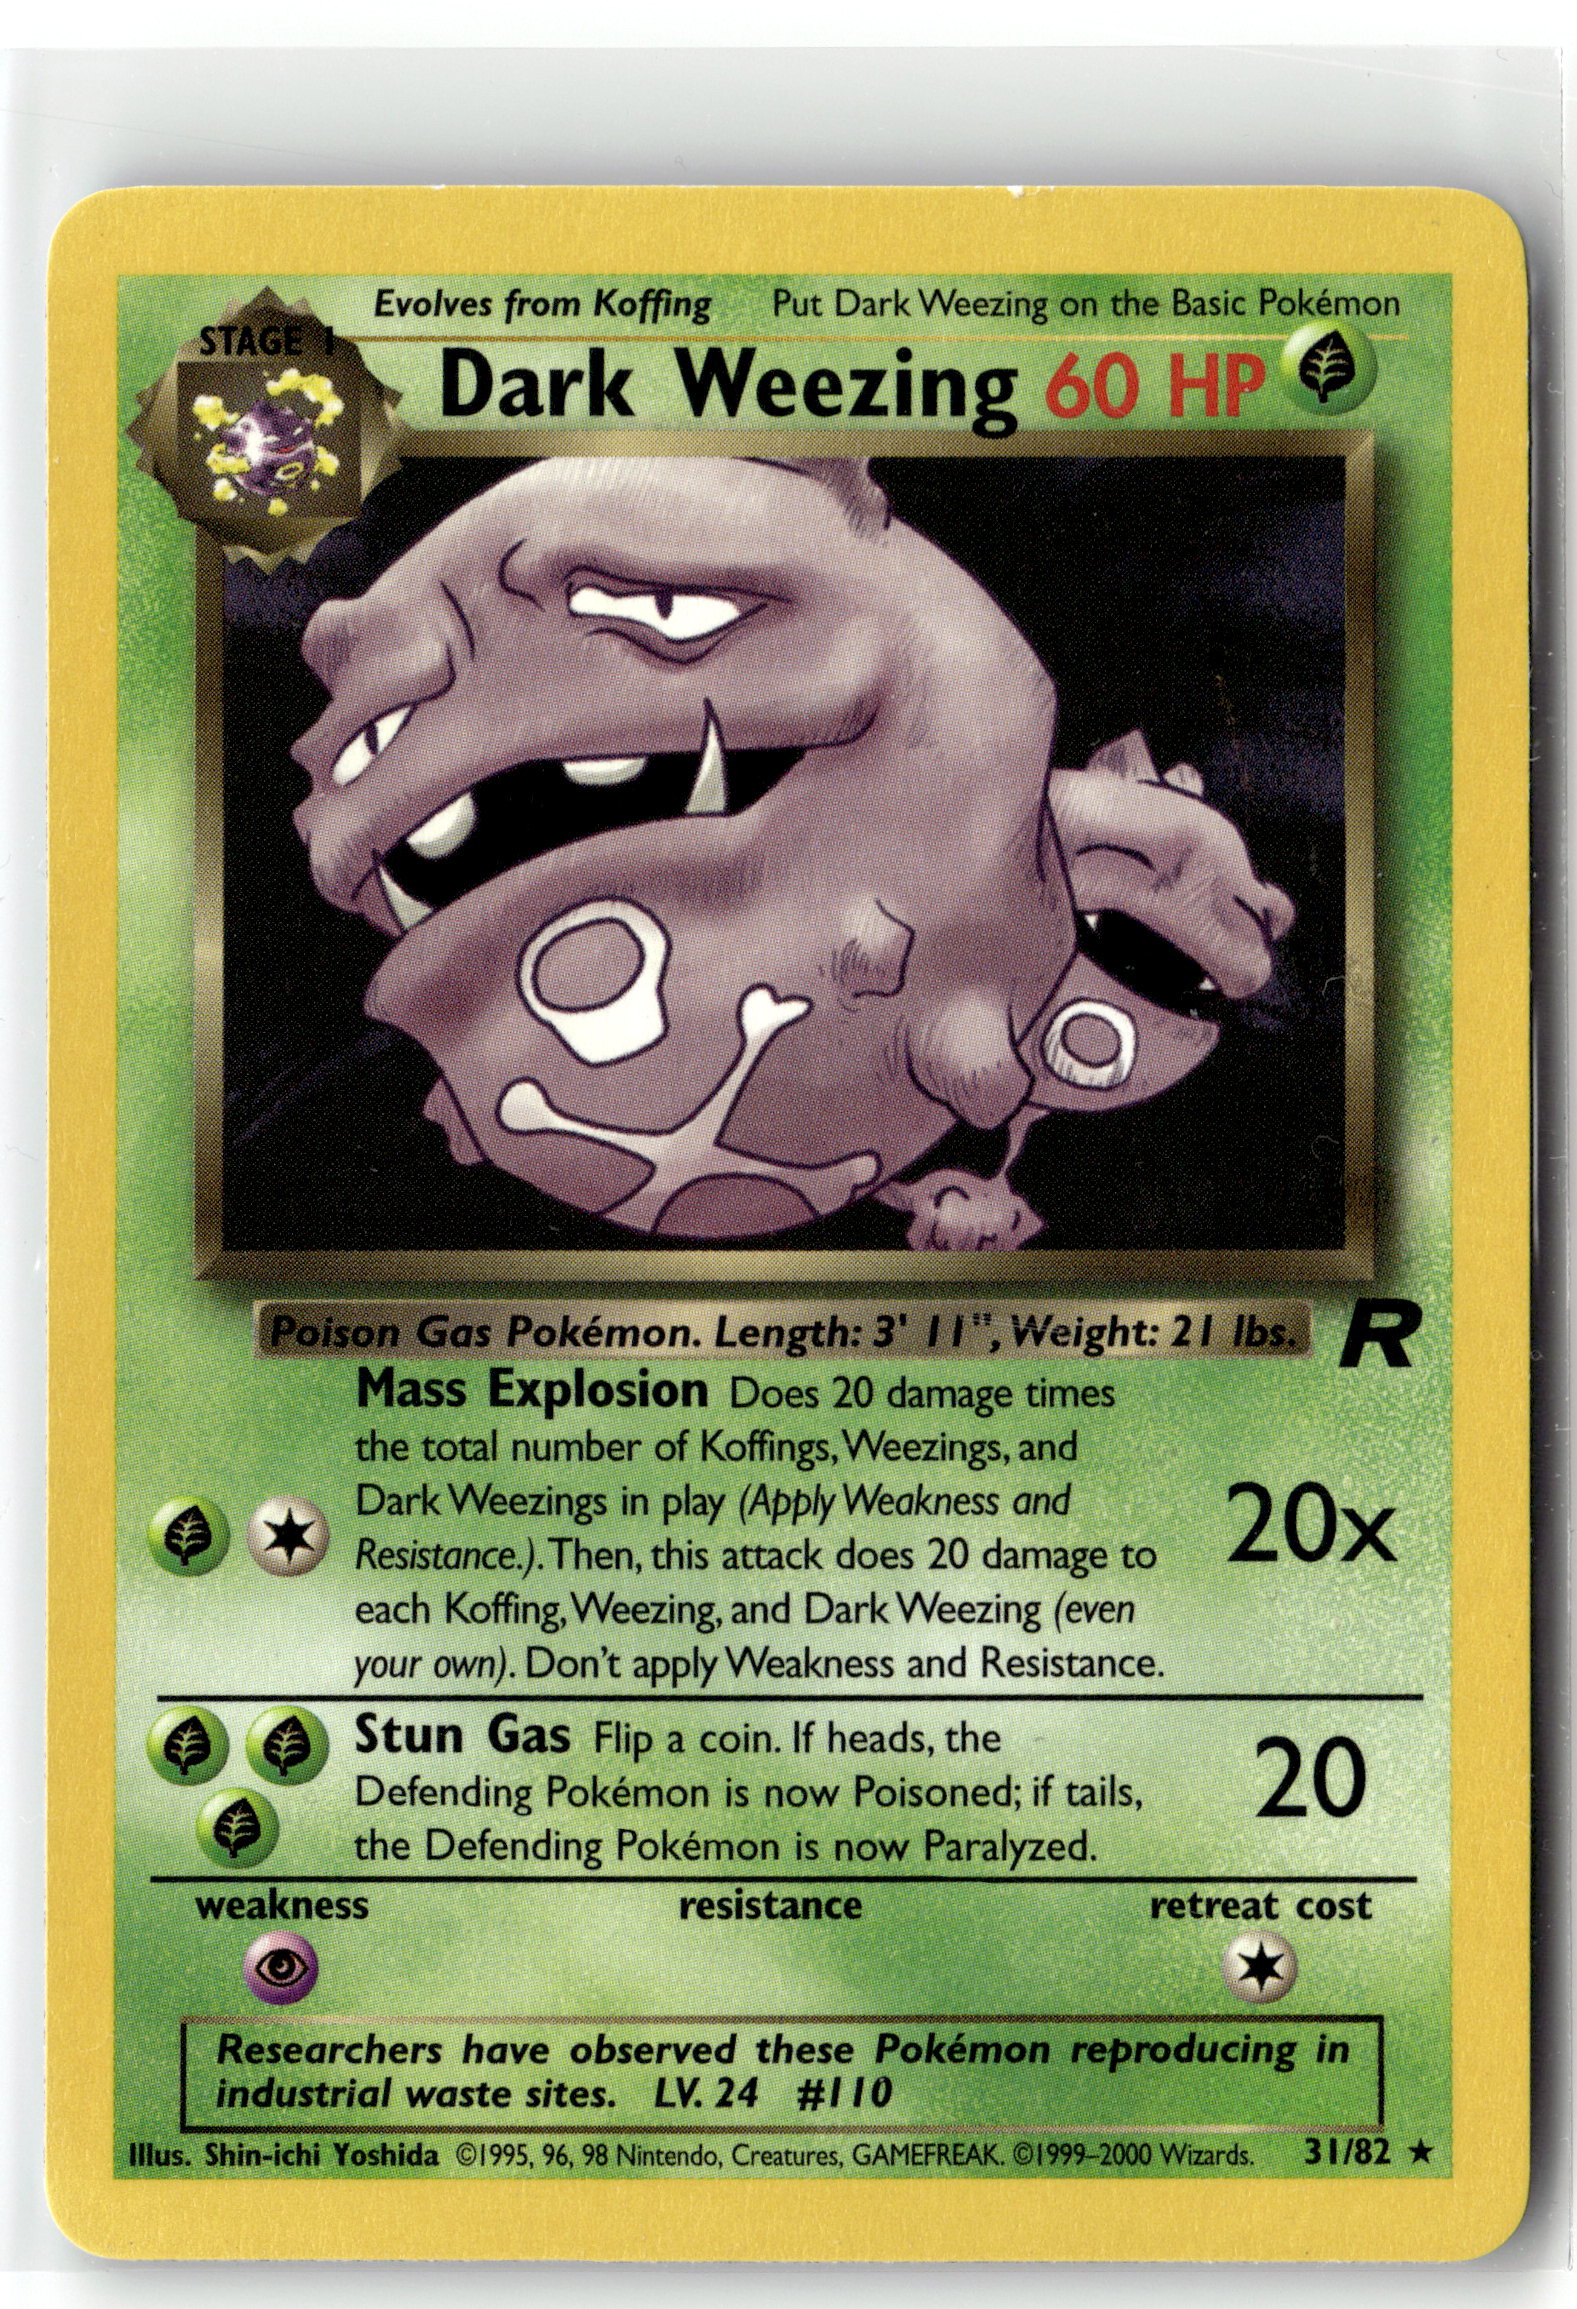 Evolves from Koffing Put Dark Weezing on the Basic Pokémon
STAGE 1
Dark Weezing 60 HP
Poison Gas Pokémon. Length: 3' 11", Weight: 21 lbs.
R
Mass Explosion Does 20 damage times
the total number of Koffings, Weezings, and
Dark Weezings in play (Apply Weakness and
Resistance.). Then, this attack does 20 damage to
each Koffing, Weezing, and Dark Weezing (even
your own). Don't apply Weakness and Resistance.
20x
Stun Gas Flip a coin. If heads, the
Defending Pokémon is now Poisoned; if tails,
the Defending Pokémon is now Paralyzed.
20
weakness resistance retreat cost
Researchers have observed these Pokémon reproducing in
industrial waste sites. LV. 24 #110
Illus. Shin-ichi Yoshida ©1995, 96, 98 Nintendo, Creatures, GAMEFREAK. ©1999–2000 Wizards. 31/82 ★